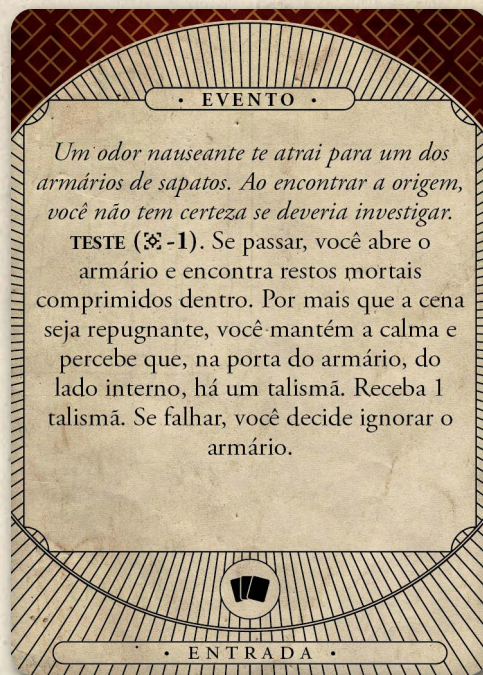 • EVENTO •
Um odor nauseante te atrai para um dos
armários de sapatos. Ao encontrar a origem,
você não tem certeza se deveria investigar.
TESTE ( -1). Se passar, você abre o
armário e encontra restos mortais
comprimidos dentro. Por mais que a cena
seja repugnante, você mantém a calma e
percebe que, na porta do armário, do
lado interno, há um talismã. Receba 1
talismã. Se falhar, você decide ignorar o
armário.
• ENTRADA •